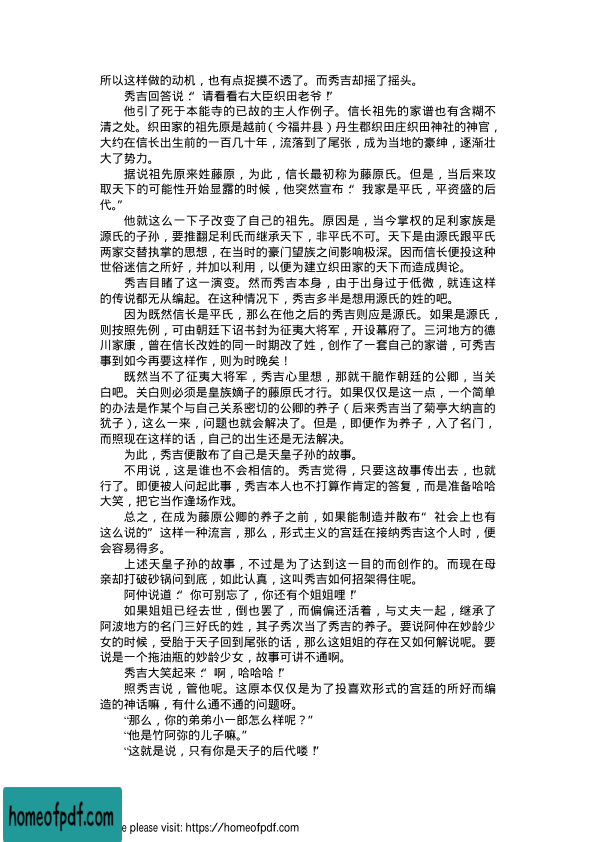 所以这样做的动机，也有点捉摸不透了。而秀吉却摇了摇头。
秀吉回答说：“请看看右大臣织田老爷！”
他引了死于本能寺的已故的主人作例子。信长祖先的家谱也有含糊不
清之处。织田家的祖先原是越前（今福井县）丹生郡织田庄织田神社的神官，
大约在信长出生前的一百几十年，流落到了尾张，成为当地的豪绅，逐渐壮
大了势力。
据说祖先原来姓藤原，为此，信长最初称为藤原氏。但是，当后来攻
取天下的可能性开始显露的时候，他突然宣布：“我家是平氏，平资盛的后
代。”
他就这么一下子改变了自己的祖先。原因是，当今掌权的足利家族是
源氏的子孙，要推翻足利氏而继承天下，非平氏不可。天下是由源氏跟平氏
两家交替执掌的思想，在当时的豪门望族之间影响极深。因而信长便投这种
世俗迷信之所好，并加以利用，以便为建立织田家的天下而造成舆论。
秀吉目睹了这一演变。然而秀吉本身，由于出身过于低微，就连这样
的传说都无从编起。在这种情况下，秀吉多半是想用源氏的姓的吧。
因为既然信长是平氏，那么在他之后的秀吉则应是源氏。如果是源氏，
则按照先例，可由朝廷下诏书封为征夷大将军，开设幕府了。三河地方的德
川家康，曾在信长改姓的同一时期改了姓，创作了一套自己的家谱，可秀吉
事到如今再要这样作，则为时晚矣！
既然当不了征夷大将军，秀吉心里想，那就干脆作朝廷的公卿，当关
白吧。关白则必须是皇族嫡子的藤原氏才行。如果仅仅是这一点，一个简单
的办法是作某个与自己关系密切的公卿的养子（后来秀吉当了菊亭大纳言的
犹子），这么一来，问题也就会解决了。但是，即便作为养子，入了名门，
而照现在这样的话，自己的出生还是无法解决。
为此，秀吉便散布了自己是天皇子孙的故事。
不用说，这是谁也不会相信的。秀吉觉得，只要这故事传出去，也就
行了。即便被人问起此事，秀吉本人也不打算作肯定的答复，而是准备哈哈
大笑，把它当作逢场作戏。
总之，在成为藤原公卿的养子之前，如果能制造并散布“社会上也有
这么说的”这样一种流言，那么，形式主义的宫廷在接纳秀吉这个人时，便
会容易得多。
上述天皇子孙的故事，不过是为了达到这一目的而创作的。而现在母
亲却打破砂锅问到底，如此认真，这叫秀吉如何招架得住呢。
阿仲说道：“你可别忘了，你还有个姐姐哩！”
如果姐姐已经去世，倒也罢了，而偏偏还活着，与丈夫一起，继承了
阿波地方的名门三好氏的姓，其子秀次当了秀吉的养子。要说阿仲在妙龄少
女的时候，受胎于天子回到尾张的话，那么这姐姐的存在又如何解说呢。要
说是一个拖油瓶的妙龄少女，故事可讲不通啊。
秀吉大笑起来：“啊，哈哈哈！”
照秀吉说，管他呢。这原本仅仅是为了投喜欢形式的宫廷的所好而编
造的神话嘛，有什么通不通的问题呀。
“那么，你的弟弟小一郎怎么样呢？”
“他是竹阿弥的儿子嘛。”
“这就是说，只有你是天子的后代喽！”
homeofpdf.com
please visit: https://homeofpdf.com